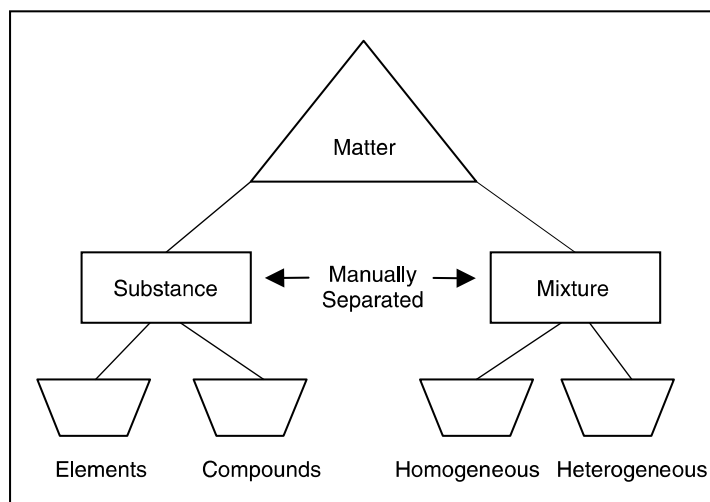 Matter
Substance
Manually
Separated
Mixture
Elements
Compounds
Homogeneous
Heterogeneous